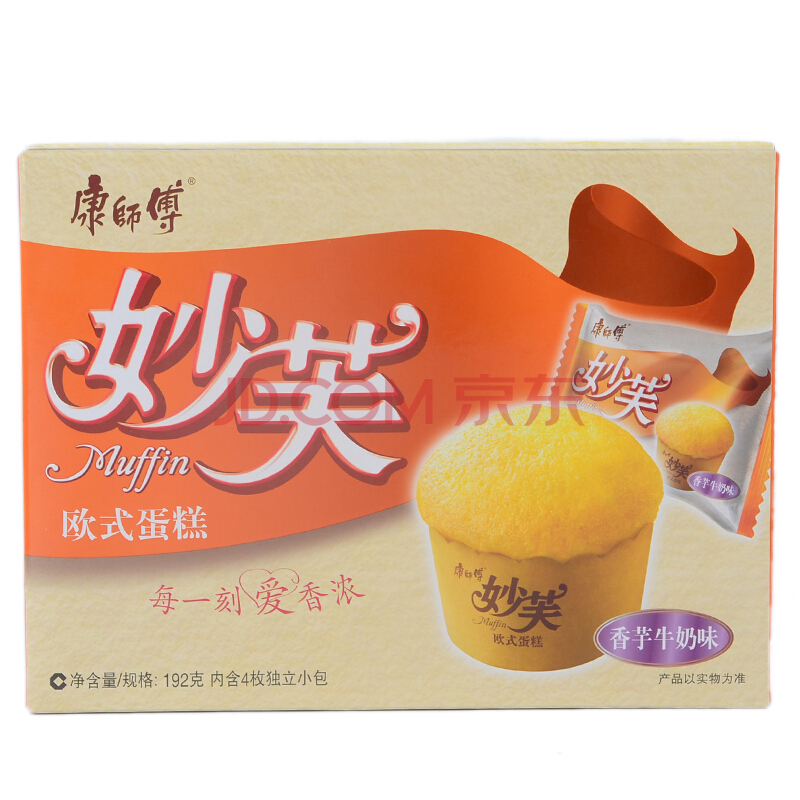 康師傅®
妙芙
Muffin
欧式蛋糕
每一刻爱香浓
净含量/规格: 192克 内含4枚独立小包
康師傅
妙芙
香芋牛奶味
康師傅
妙芙
Muffin
欧式蛋糕
香芋牛奶味
产品以实物为准
JD.COM 京东